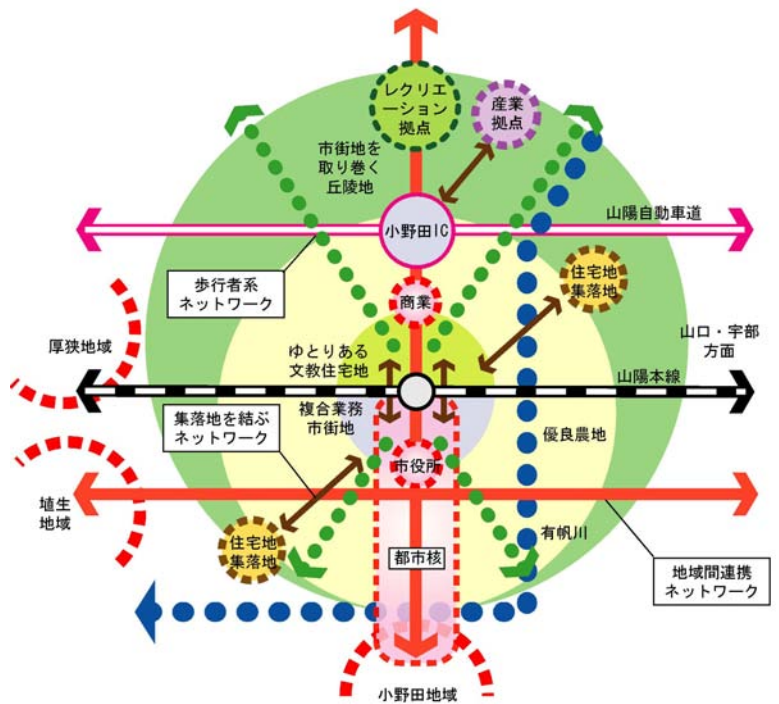 レクリエ
ーション
拠点
産業
拠点
市街地を
取り巻く
丘陵地
山陽自動車道
小野田IC
歩行者系
ネットワーク
住宅地
集落地
商業
厚狭地域
ゆとりある
文教住宅地
山口・宇部
方面
山陽本線
複合業務
市街地
集落地を結ぶ
ネットワーク
優良農地
市役所
埴生
地域
有帆川
住宅地
集落地
都市核
地域間連携
ネットワーク
小野田地域